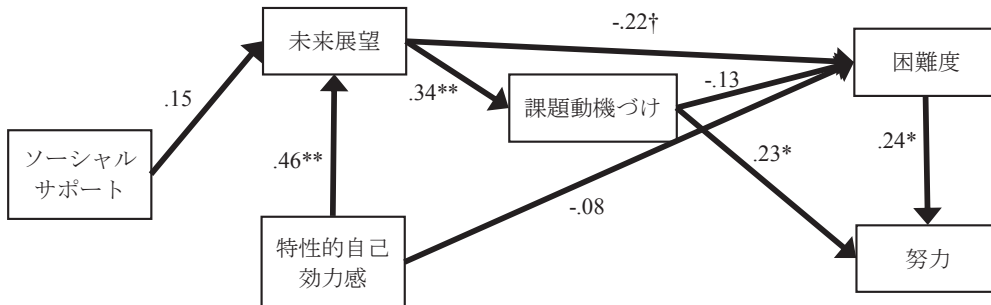 未来展望
-.22†
困難度
.15
.34**
課題動機づけ
-.13
ソーシャル
サポート
.46**
.23*
.24*
-.08
特性的自己
効力感
努力